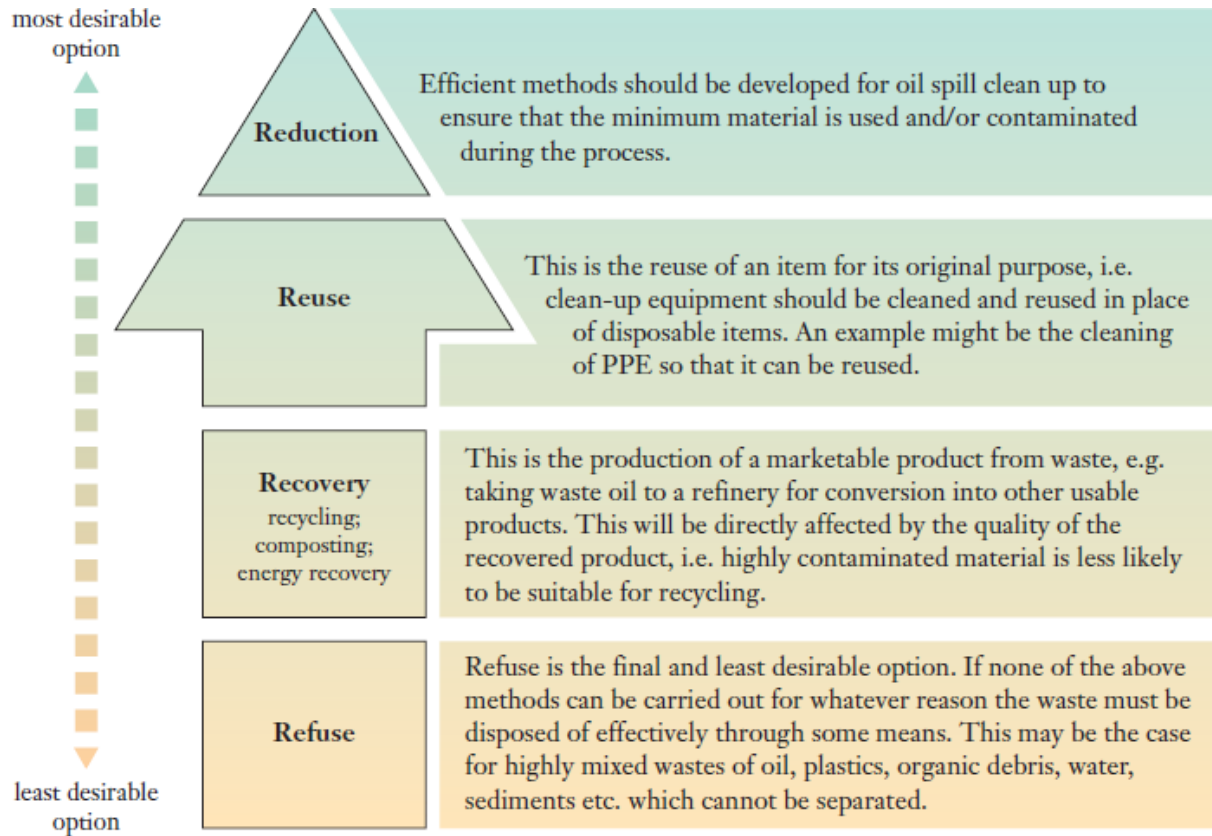 most desirable
option
Reduction
Efficient methods should be developed for oil spill clean up to
ensure that the minimum material is used and/or contaminated
during the process.
Reuse
This is the reuse of an item for its original purpose, i.e.
clean-up equipment should be cleaned and reused in place
of disposable items. An example might be the cleaning
of PPE so that it can be reused.
Recovery
recycling;
composting;
energy recovery
This is the production of a marketable product from waste, e.g.
taking waste oil to a refinery for conversion into other usable
products. This will be directly affected by the quality of the
recovered product, i.e. highly contaminated material is less likely
to be suitable for recycling.
Refuse
Refuse is the final and least desirable option. If none of the above
methods can be carried out for whatever reason the waste must be
disposed of effectively through some means. This may be the case
for highly mixed wastes of oil, plastics, organic debris, water,
sediments etc. which cannot be separated.
least desirable
option